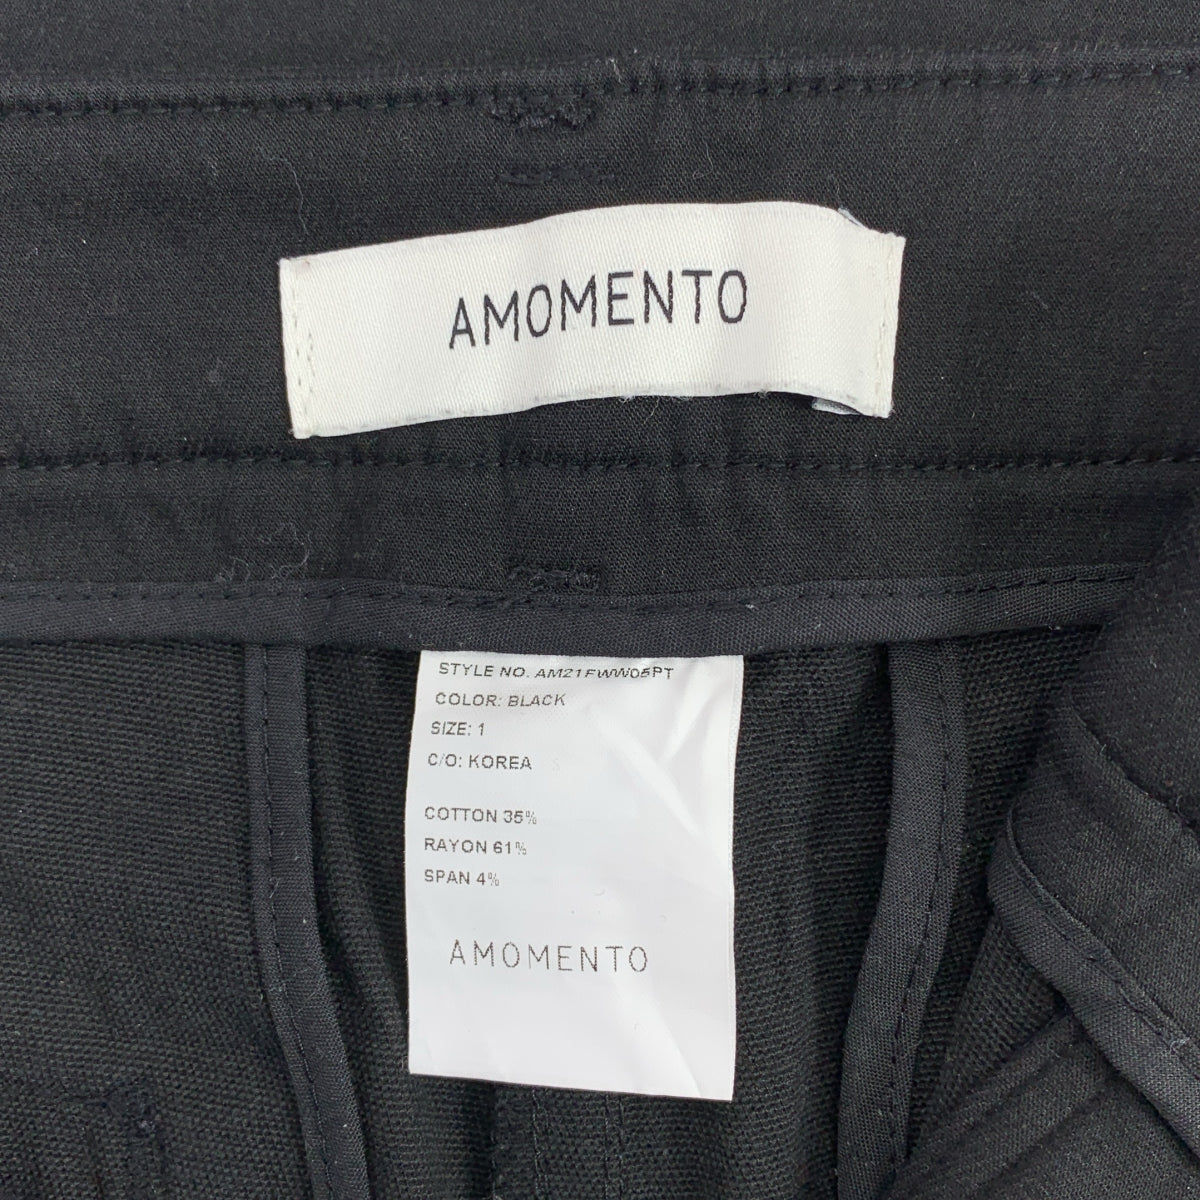 AMOMENTO
STYLE NO. AM21FWW05PT
COLOR: BLACK
SIZE: 1
C/O: KOREA
COTTON 35%
RAYON 61%
SPAN 4%
AMOMENTO